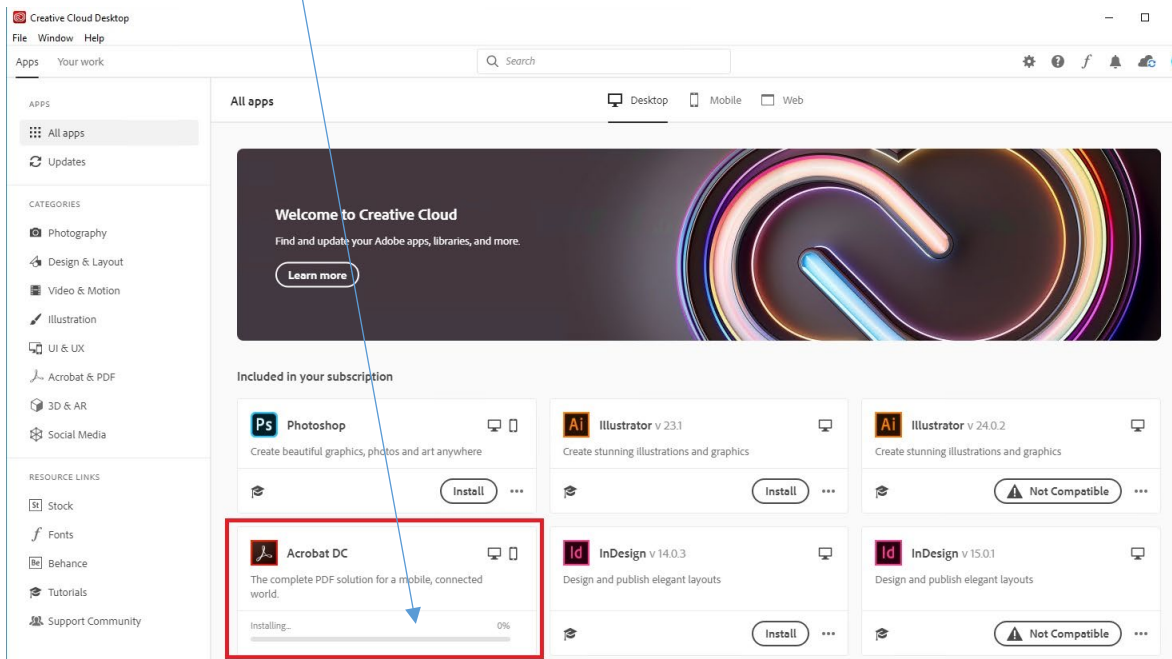 Creative Cloud Desktop
File Window Help
Apps Your work
Search
APPS
All apps
Updates
CATEGORIES
Photography
Design & Layout
Video & Motion
Illustration
UI & UX
Acrobat & PDF
3D & AR
Social Media
RESOURCE LINKS
St Stock
Fonts
Be Behance
Tutorials
Support Community
All apps
Desktop Mobile Web
Welcome to Creative Cloud
Find and update your Adobe apps, libraries, and more.
Learn more
Included in your subscription
Ps Photoshop
Create beautiful graphics, photos and art anywhere
Install
Ai Illustrator v 23.1
Create stunning illustrations and graphics
Install
Ai Illustrator v 24.0.2
Create stunning illustrations and graphics
Not Compatible
Acrobat DC
The complete PDF solution for a mobile, connected
world.
Installing... 0%
Id InDesign v 14.0.3
Design and publish elegant layouts
Install
Id InDesign v 15.0.1
Design and publish elegant layouts
Not Compatible